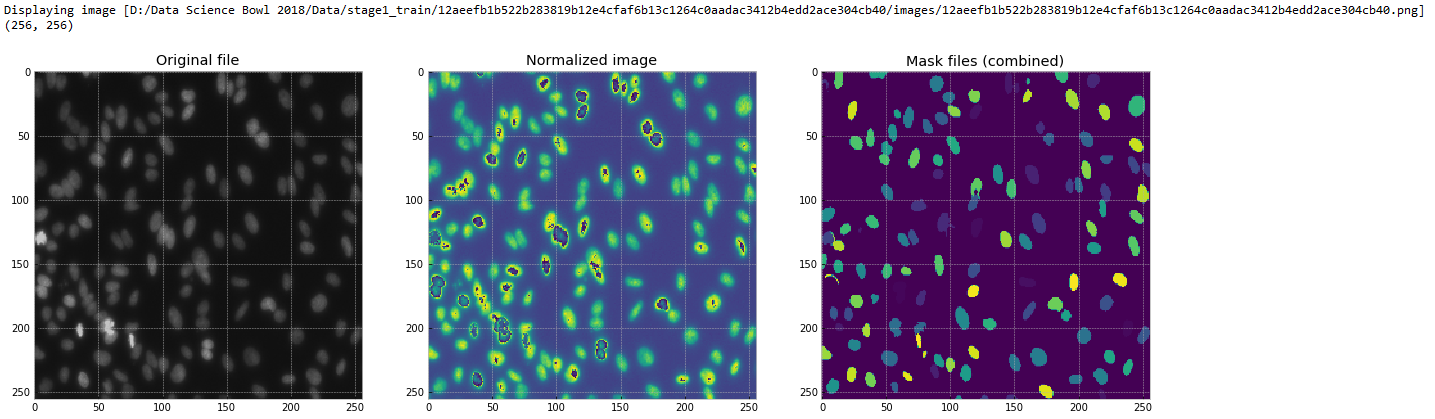 Displaying image [D:/Data Science Bowl 2018/Data/stage1_train/12aeefb1b522b283819b12e4cfaf6b13c1264c0aadac3412b4edd2ace304cb40/images/12aeefb1b522b283819b12e4cfaf6b13c1264c0aadac3412b4edd2ace304cb40.png]
(256, 256)
Original file
Normalized image
Mask files (combined)
0 0 0
50 50 50
100 100 100
150 150 150
200 200 200
250 250 250
0 50 100 150 200 250 0 50 100 150 200 250 0 50 100 150 200 250